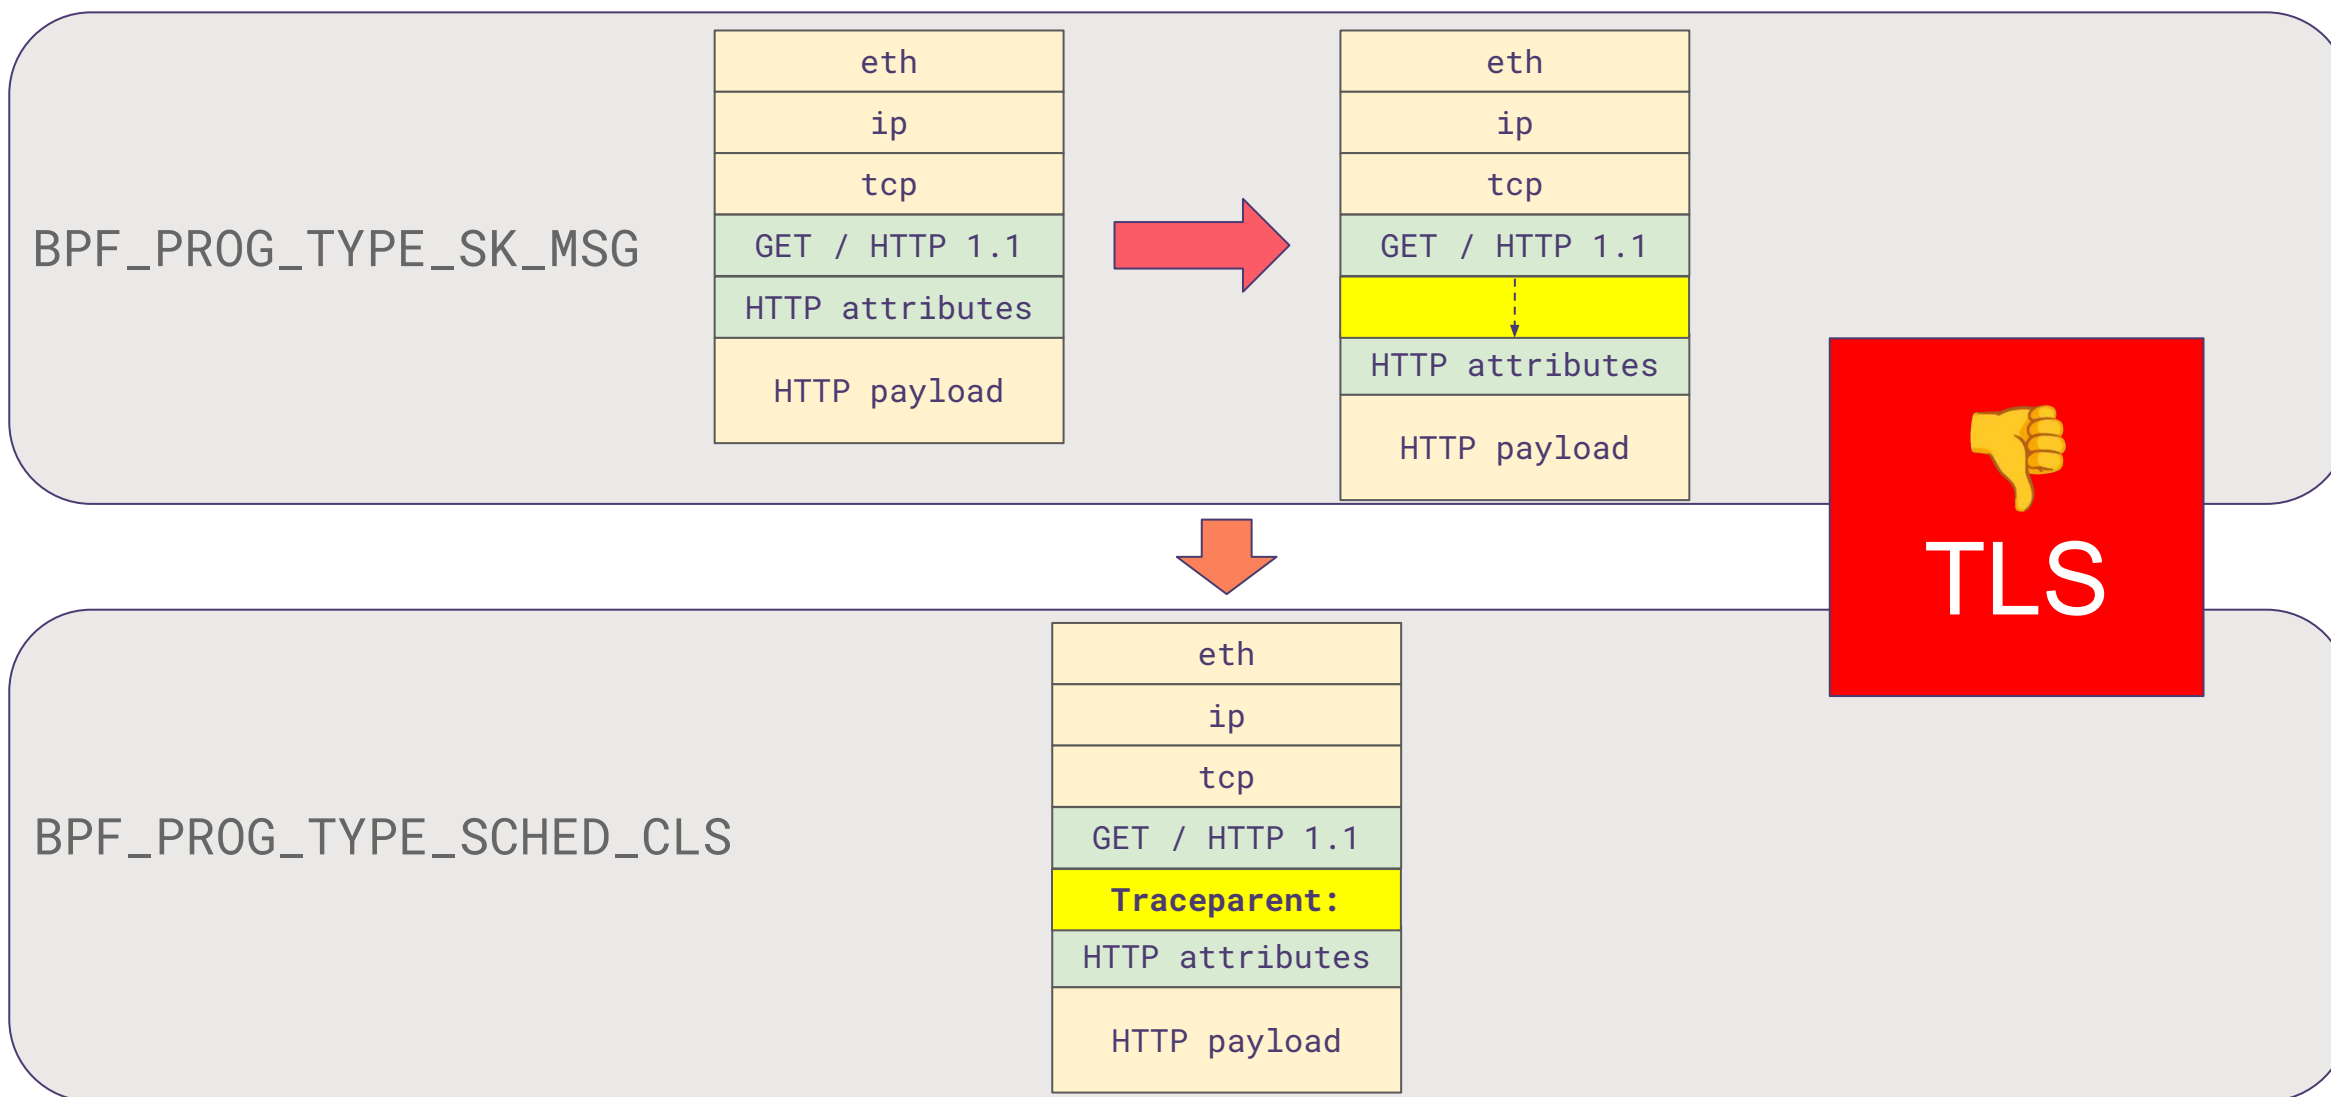 BPF_PROG_TYPE_SK_MSG
eth
ip
tcp
GET / HTTP 1.1
HTTP attributes
HTTP payload
eth
ip
tcp
GET / HTTP 1.1
HTTP attributes
HTTP payload
TLS
BPF_PROG_TYPE_SCHED_CLS
eth
ip
tcp
GET / HTTP 1.1
Traceparent:
HTTP attributes
HTTP payload